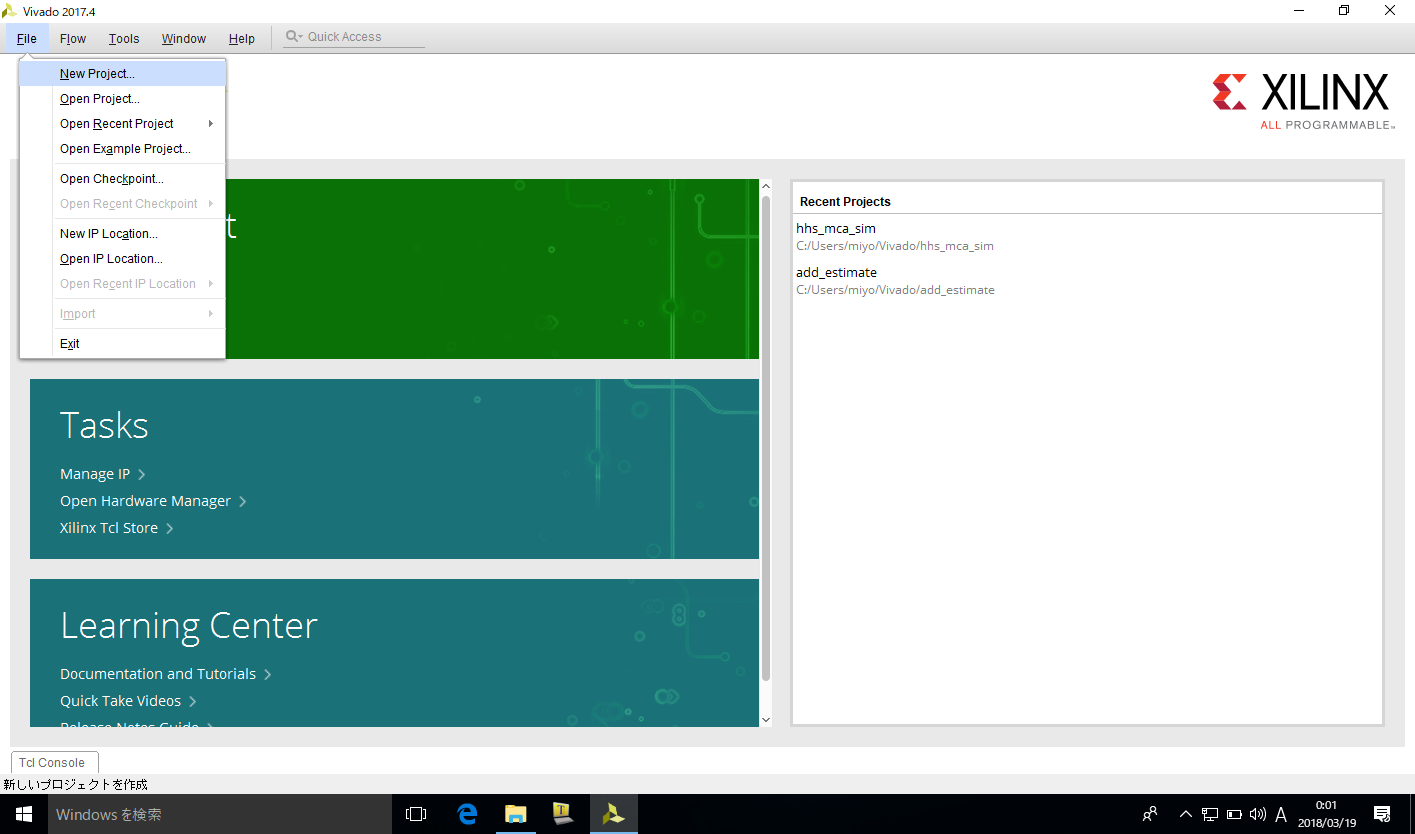 Vivado 2017.4
File Flow Tools Window Help Quick Access
New Project...
Open Project...
Open Recent Project
Open Example Project...
Open Checkpoint...
Open Recent Checkpoint
New IP Location...
Open IP Location...
Open Recent IP Location
Import
Exit
t
XILINX
ALL PROGRAMMABLE™
Tasks
Manage IP
Open Hardware Manager
Xilinx Tcl Store
Learning Center
Documentation and Tutorials
Quick Take Videos
Release Notes Guide
Recent Projects
hhs_mca_sim
C:/Users/miyo/Vivado/hhs_mca_sim
add_estimate
C:/Users/miyo/Vivado/add_estimate
Tcl Console
新しいプロジェクトを作成
Windows を検索
A
0:01
2018/03/19